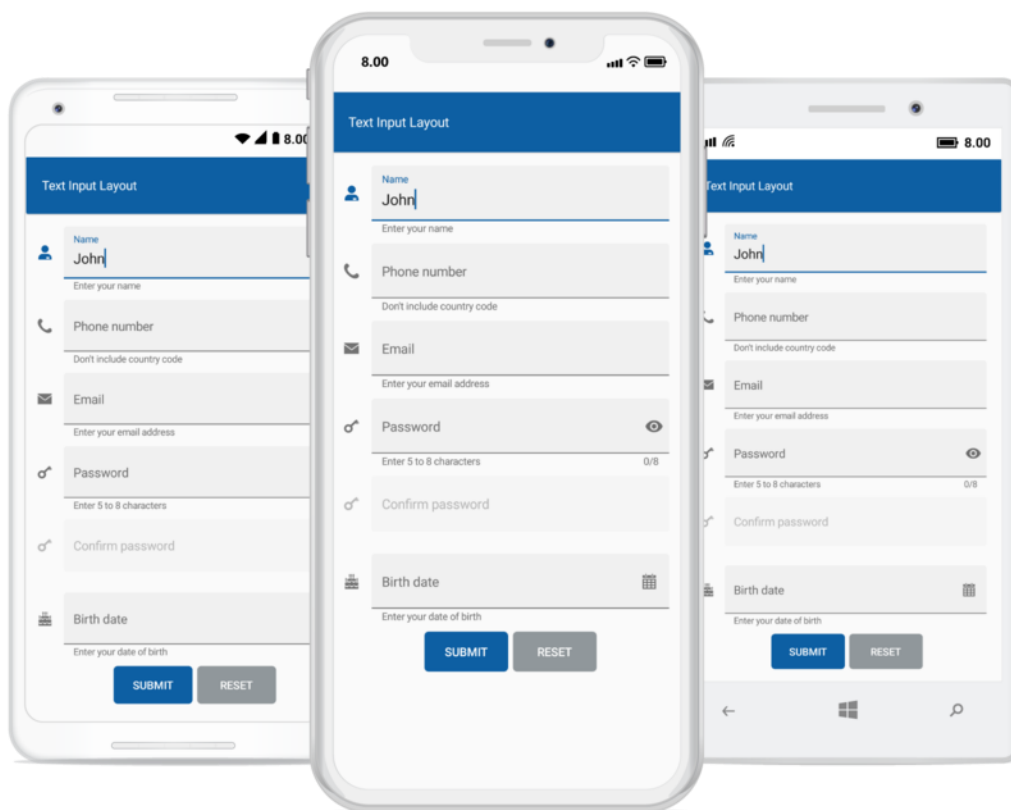 8.00
Text Input Layout
Name
John
Enter your name
Phone number
Don't include country code
Email
Enter your email address
Password
Enter 5 to 8 characters
Confirm password
Birth date
Enter your date of birth
SUBMIT RESET
8.00
Text Input Layout
Name
John
Enter your name
Phone number
Don't include country code
Email
Enter your email address
Password
Enter 5 to 8 characters 0/8
Confirm password
Birth date
Enter your date of birth
SUBMIT RESET
8.00
Text Input Layout
Name
John
Enter your name
Phone number
Don't include country code
Email
Enter your email address
Password
Enter 5 to 8 characters 0/8
Confirm password
Birth date
Enter your date of birth
SUBMIT RESET